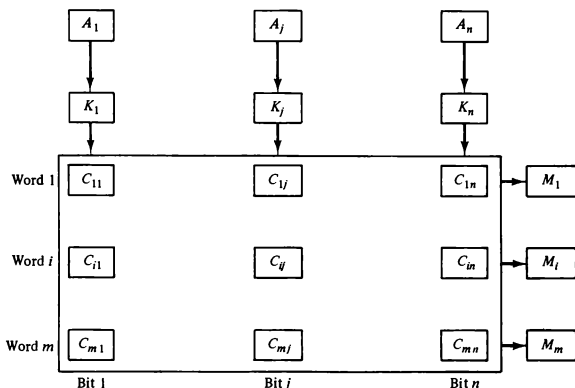 A₁ Aⱼ Aₙ
K₁ Kⱼ Kₙ
Word 1 C₁₁ C₁ⱼ C₁ₙ M₁
Word i Cᵢ₁ Cᵢⱼ Cᵢₙ Mᵢ
Word m Cₘ₁ Cₘⱼ Cₘₙ Mₘ
Bit 1 Bit j Bit n